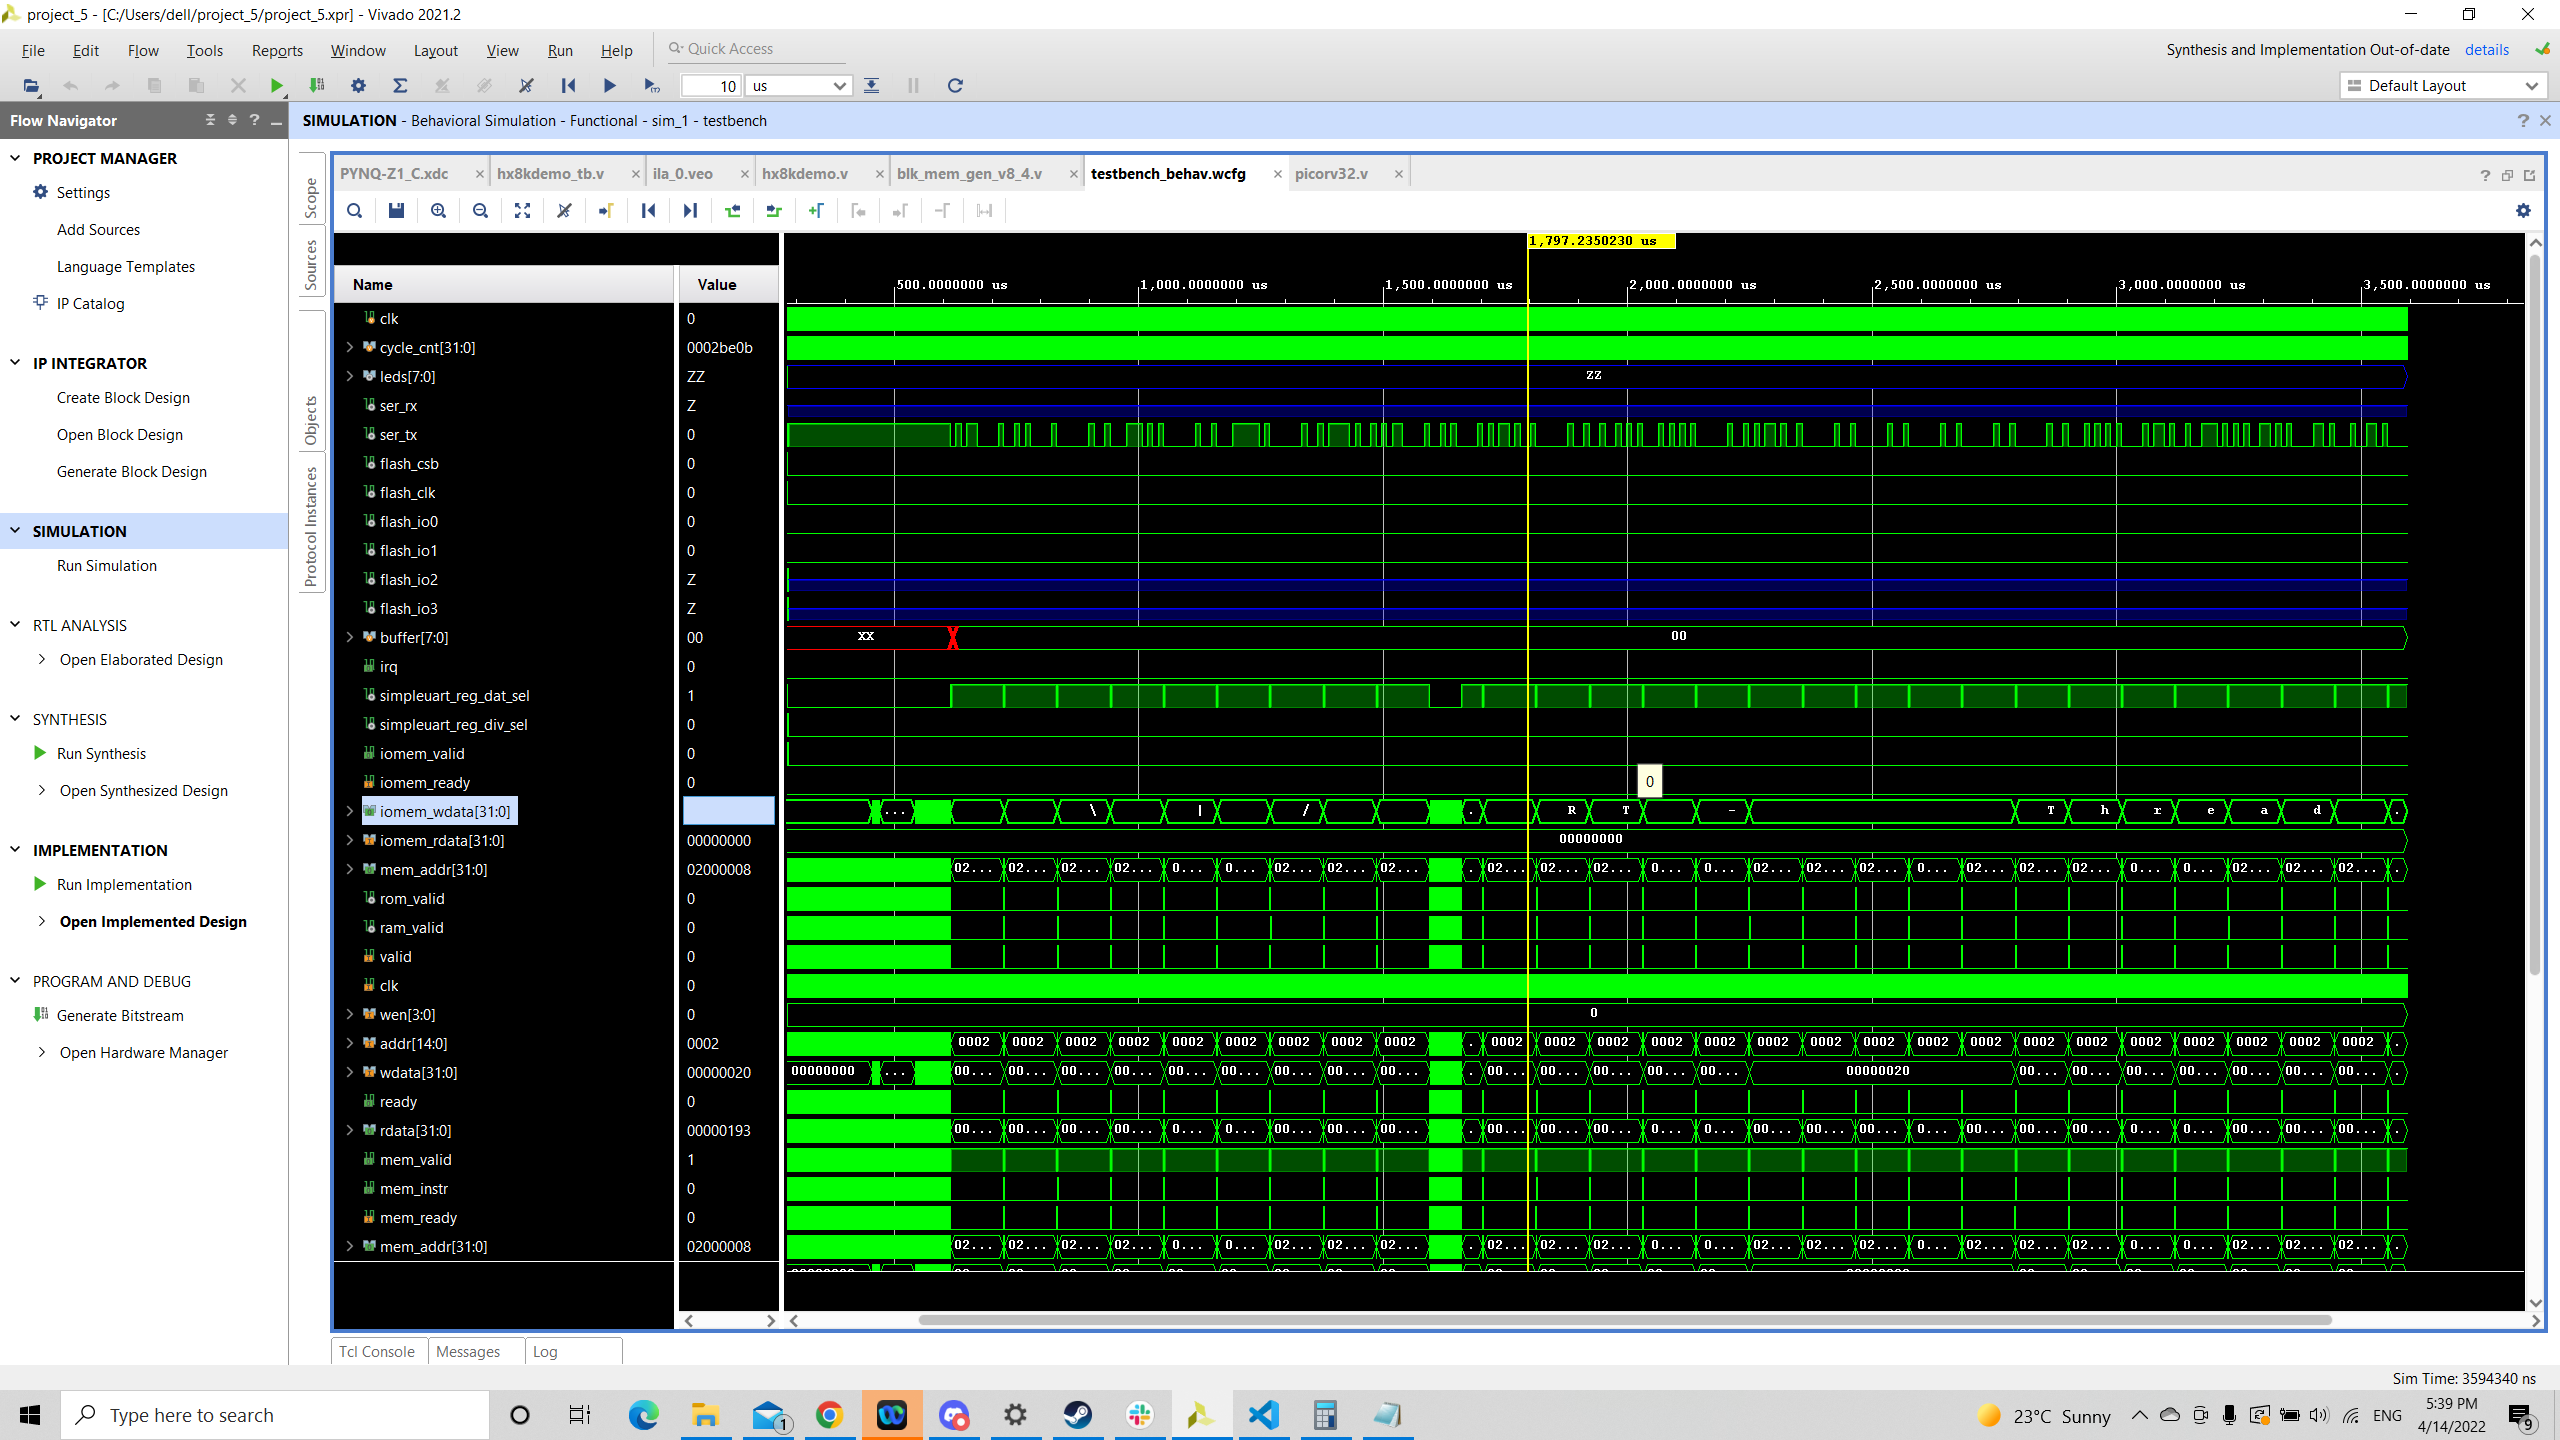 project_5 - [C:/Users/dell/project_5/project_5.xpr] - Vivado 2021.2
File Edit Flow Tools Reports Window Layout View Run Help Quick Access
Synthesis and Implementation Out-of-date details
10 us
Default Layout
Flow Navigator
SIMULATION - Behavioral Simulation - Functional - sim_1 - testbench
PROJECT MANAGER
Settings
Add Sources
Language Templates
IP Catalog
IP INTEGRATOR
Create Block Design
Open Block Design
Generate Block Design
SIMULATION
Run Simulation
RTL ANALYSIS
Open Elaborated Design
SYNTHESIS
Run Synthesis
Open Synthesized Design
IMPLEMENTATION
Run Implementation
Open Implemented Design
PROGRAM AND DEBUG
Generate Bitstream
Open Hardware Manager
Scope
Sources
Objects
Protocol Instances
PYNQ-Z1_C.xdc hx8kdemo_tb.v ila_0.veo hx8kdemo.v blk_mem_gen_v8_4.v testbench_behav.wcfg picorv32.v
1,797.2350230 us
Name Value
500.0000000 us 1,000.0000000 us 1,500.0000000 us 2,000.0000000 us 2,500.0000000 us 3,000.0000000 us 3,500.0000000 us
clk 0
cycle_cnt[31:0] 0002be0b
leds[7:0] ZZ ZZ
ser_rx Z
ser_tx 0
flash_csb 0
flash_clk 0
flash_io0 0
flash_io1 0
flash_io2 Z
flash_io3 Z
buffer[7:0] 00 XX 00
irq 0
simpleuart_reg_dat_sel 1
simpleuart_reg_div_sel 0
iomem_valid 0
iomem_ready 0 0
iomem_wdata[31:0] ... \ | / . R T - T h r e a d .
iomem_rdata[31:0] 00000000 00000000
mem_addr[31:0] 02000008 02... 02... 02... 02... 0... 0... 02... 02... 02... . 02... 02... 02... 0... 0... 02... 02... 0... 02... 02... 02... 0... 0... 02... 02... .
rom_valid 0
ram_valid 0
valid 0
clk 0
wen[3:0] 0 0
addr[14:0] 0002 0002 0002 0002 0002 0002 0002 0002 0002 0002 . 0002 0002 0002 0002 0002 0002 0002 0002 0002 0002 0002 0002 0002 0002 0002 .
wdata[31:0] 00000020 00000000 ... 00... 00... 00... 00... 00... 00... 00... 00... 00... . 00... 00... 00... 00... 00... 00000020 00... 00... 00... 00... 00... 00... 00... .
ready 0
rdata[31:0] 00000193 00... 00... 00... 00... 0... 0... 00... 00... 00... . 00... 00... 00... 0... 0... 00... 00... 0... 00... 00... 00... 0... 0... 00... 00... .
mem_valid 1
mem_instr 0
mem_ready 0
mem_addr[31:0] 02000008 02... 02... 02... 02... 0... 0... 02... 02... 02... . 02... 02... 02... 0... 0... 02... 02... 0... 02... 02... 02... 0... 0... 02... 02... .
Tcl Console Messages Log
Sim Time: 3594340 ns
Type here to search
1
23°C Sunny
ENG
5:39 PM
4/14/2022
9